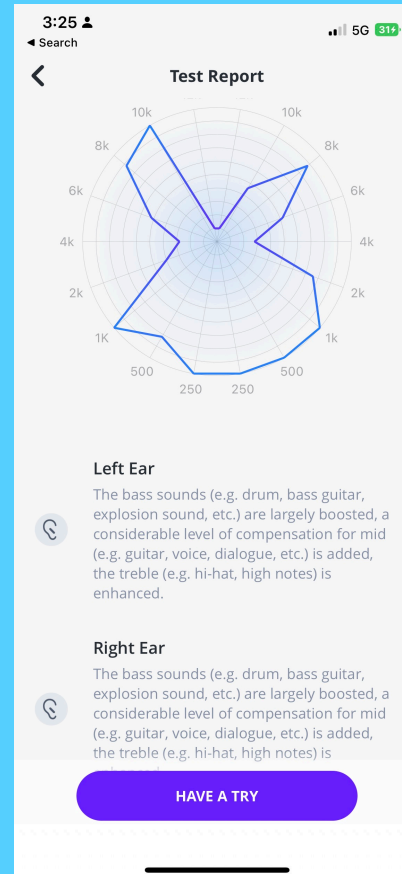 3:25
5G 31
◀ Search
Test Report
10k 10k
8k 8k
6k 6k
4k 4k
2k 2k
1K 1k
500 500
250 250
Left Ear
The bass sounds (e.g. drum, bass guitar,
explosion sound, etc.) are largely boosted, a
considerable level of compensation for mid
(e.g. guitar, voice, dialogue, etc.) is added,
the treble (e.g. hi-hat, high notes) is
enhanced.
Right Ear
The bass sounds (e.g. drum, bass guitar,
explosion sound, etc.) are largely boosted, a
considerable level of compensation for mid
(e.g. guitar, voice, dialogue, etc.) is added,
the treble (e.g. hi-hat, high notes) is
HAVE A TRY